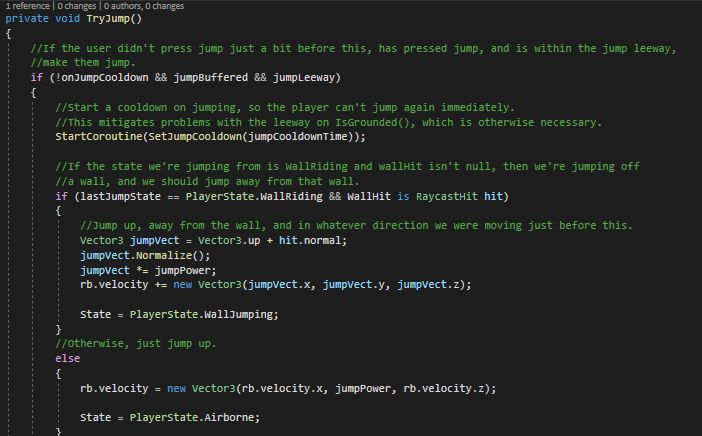 1 reference | 0 changes | 0 authors, 0 changes
private void TryJump()
{
//If the user didn't press jump just a bit before this, has pressed jump, and is within the jump leeway,
//make them jump.
if (!onJumpCooldown && jumpBuffered && jumpLeeway)
{
//Start a cooldown on jumping, so the player can't jump again immediately.
//This mitigates problems with the leeway on IsGrounded(), which is otherwise necessary.
StartCoroutine(SetJumpCooldown(jumpCooldownTime));
//If the state we're jumping from is WallRiding and wallHit isn't null, then we're jumping off
//a wall, and we should jump away from that wall.
if (lastJumpState == PlayerState.WallRiding && WallHit is RaycastHit hit)
{
//Jump up, away from the wall, and in whatever direction we were moving just before this.
Vector3 jumpVect = Vector3.up + hit.normal;
jumpVect.Normalize();
jumpVect *= jumpPower;
rb.velocity += new Vector3(jumpVect.x, jumpVect.y, jumpVect.z);
State = PlayerState.WallJumping;
}
//Otherwise, just jump up.
else
{
rb.velocity = new Vector3(rb.velocity.x, jumpPower, rb.velocity.z);
State = PlayerState.Airborne;
}